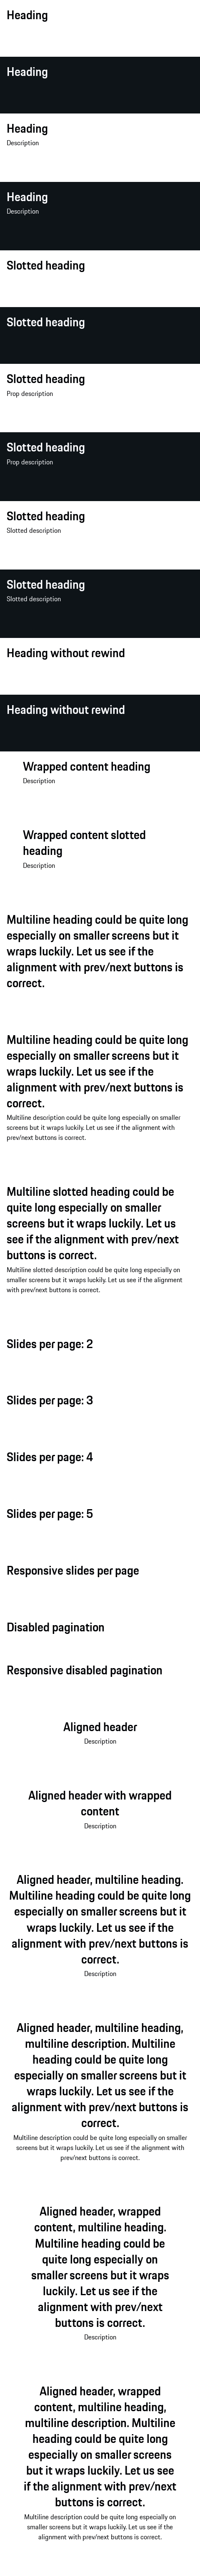 Heading
Heading
Heading
Description
Heading
Description
Slotted heading
Slotted heading
Slotted heading
Prop description
Slotted heading
Prop description
Slotted heading
Slotted description
Slotted heading
Slotted description
Heading without rewind
Heading without rewind
Wrapped content heading
Description
Wrapped content slotted
heading
Description
Multiline heading could be quite long
especially on smaller screens but it
wraps luckily. Let us see if the
alignment with prev/next buttons is
correct.
Multiline heading could be quite long
especially on smaller screens but it
wraps luckily. Let us see if the
alignment with prev/next buttons is
correct.
Multiline description could be quite long especially on smaller
screens but it wraps luckily. Let us see if the alignment with
prev/next buttons is correct.
Multiline slotted heading could be
quite long especially on smaller
screens but it wraps luckily. Let us
see if the alignment with prev/next
buttons is correct.
Multiline slotted description could be quite long especially on
smaller screens but it wraps luckily. Let us see if the alignment
with prev/next buttons is correct.
Slides per page: 2
Slides per page: 3
Slides per page: 4
Slides per page: 5
Responsive slides per page
Disabled pagination
Responsive disabled pagination
Aligned header
Description
Aligned header with wrapped
content
Description
Aligned header, multiline heading.
Multiline heading could be quite long
especially on smaller screens but it
wraps luckily. Let us see if the
alignment with prev/next buttons is
correct.
Description
Aligned header, multiline heading,
multiline description. Multiline
heading could be quite long
especially on smaller screens but it
wraps luckily. Let us see if the
alignment with prev/next buttons is
correct.
Multiline description could be quite long especially on smaller
screens but it wraps luckily. Let us see if the alignment with
prev/next buttons is correct.
Aligned header, wrapped
content, multiline heading.
Multiline heading could be
quite long especially on
smaller screens but it wraps
luckily. Let us see if the
alignment with prev/next
buttons is correct.
Description
Aligned header, wrapped
content, multiline heading,
multiline description. Multiline
heading could be quite long
especially on smaller screens
but it wraps luckily. Let us see
if the alignment with prev/next
buttons is correct.
Multiline description could be quite long especially on
smaller screens but it wraps luckily. Let us see if the
alignment with prev/next buttons is correct.